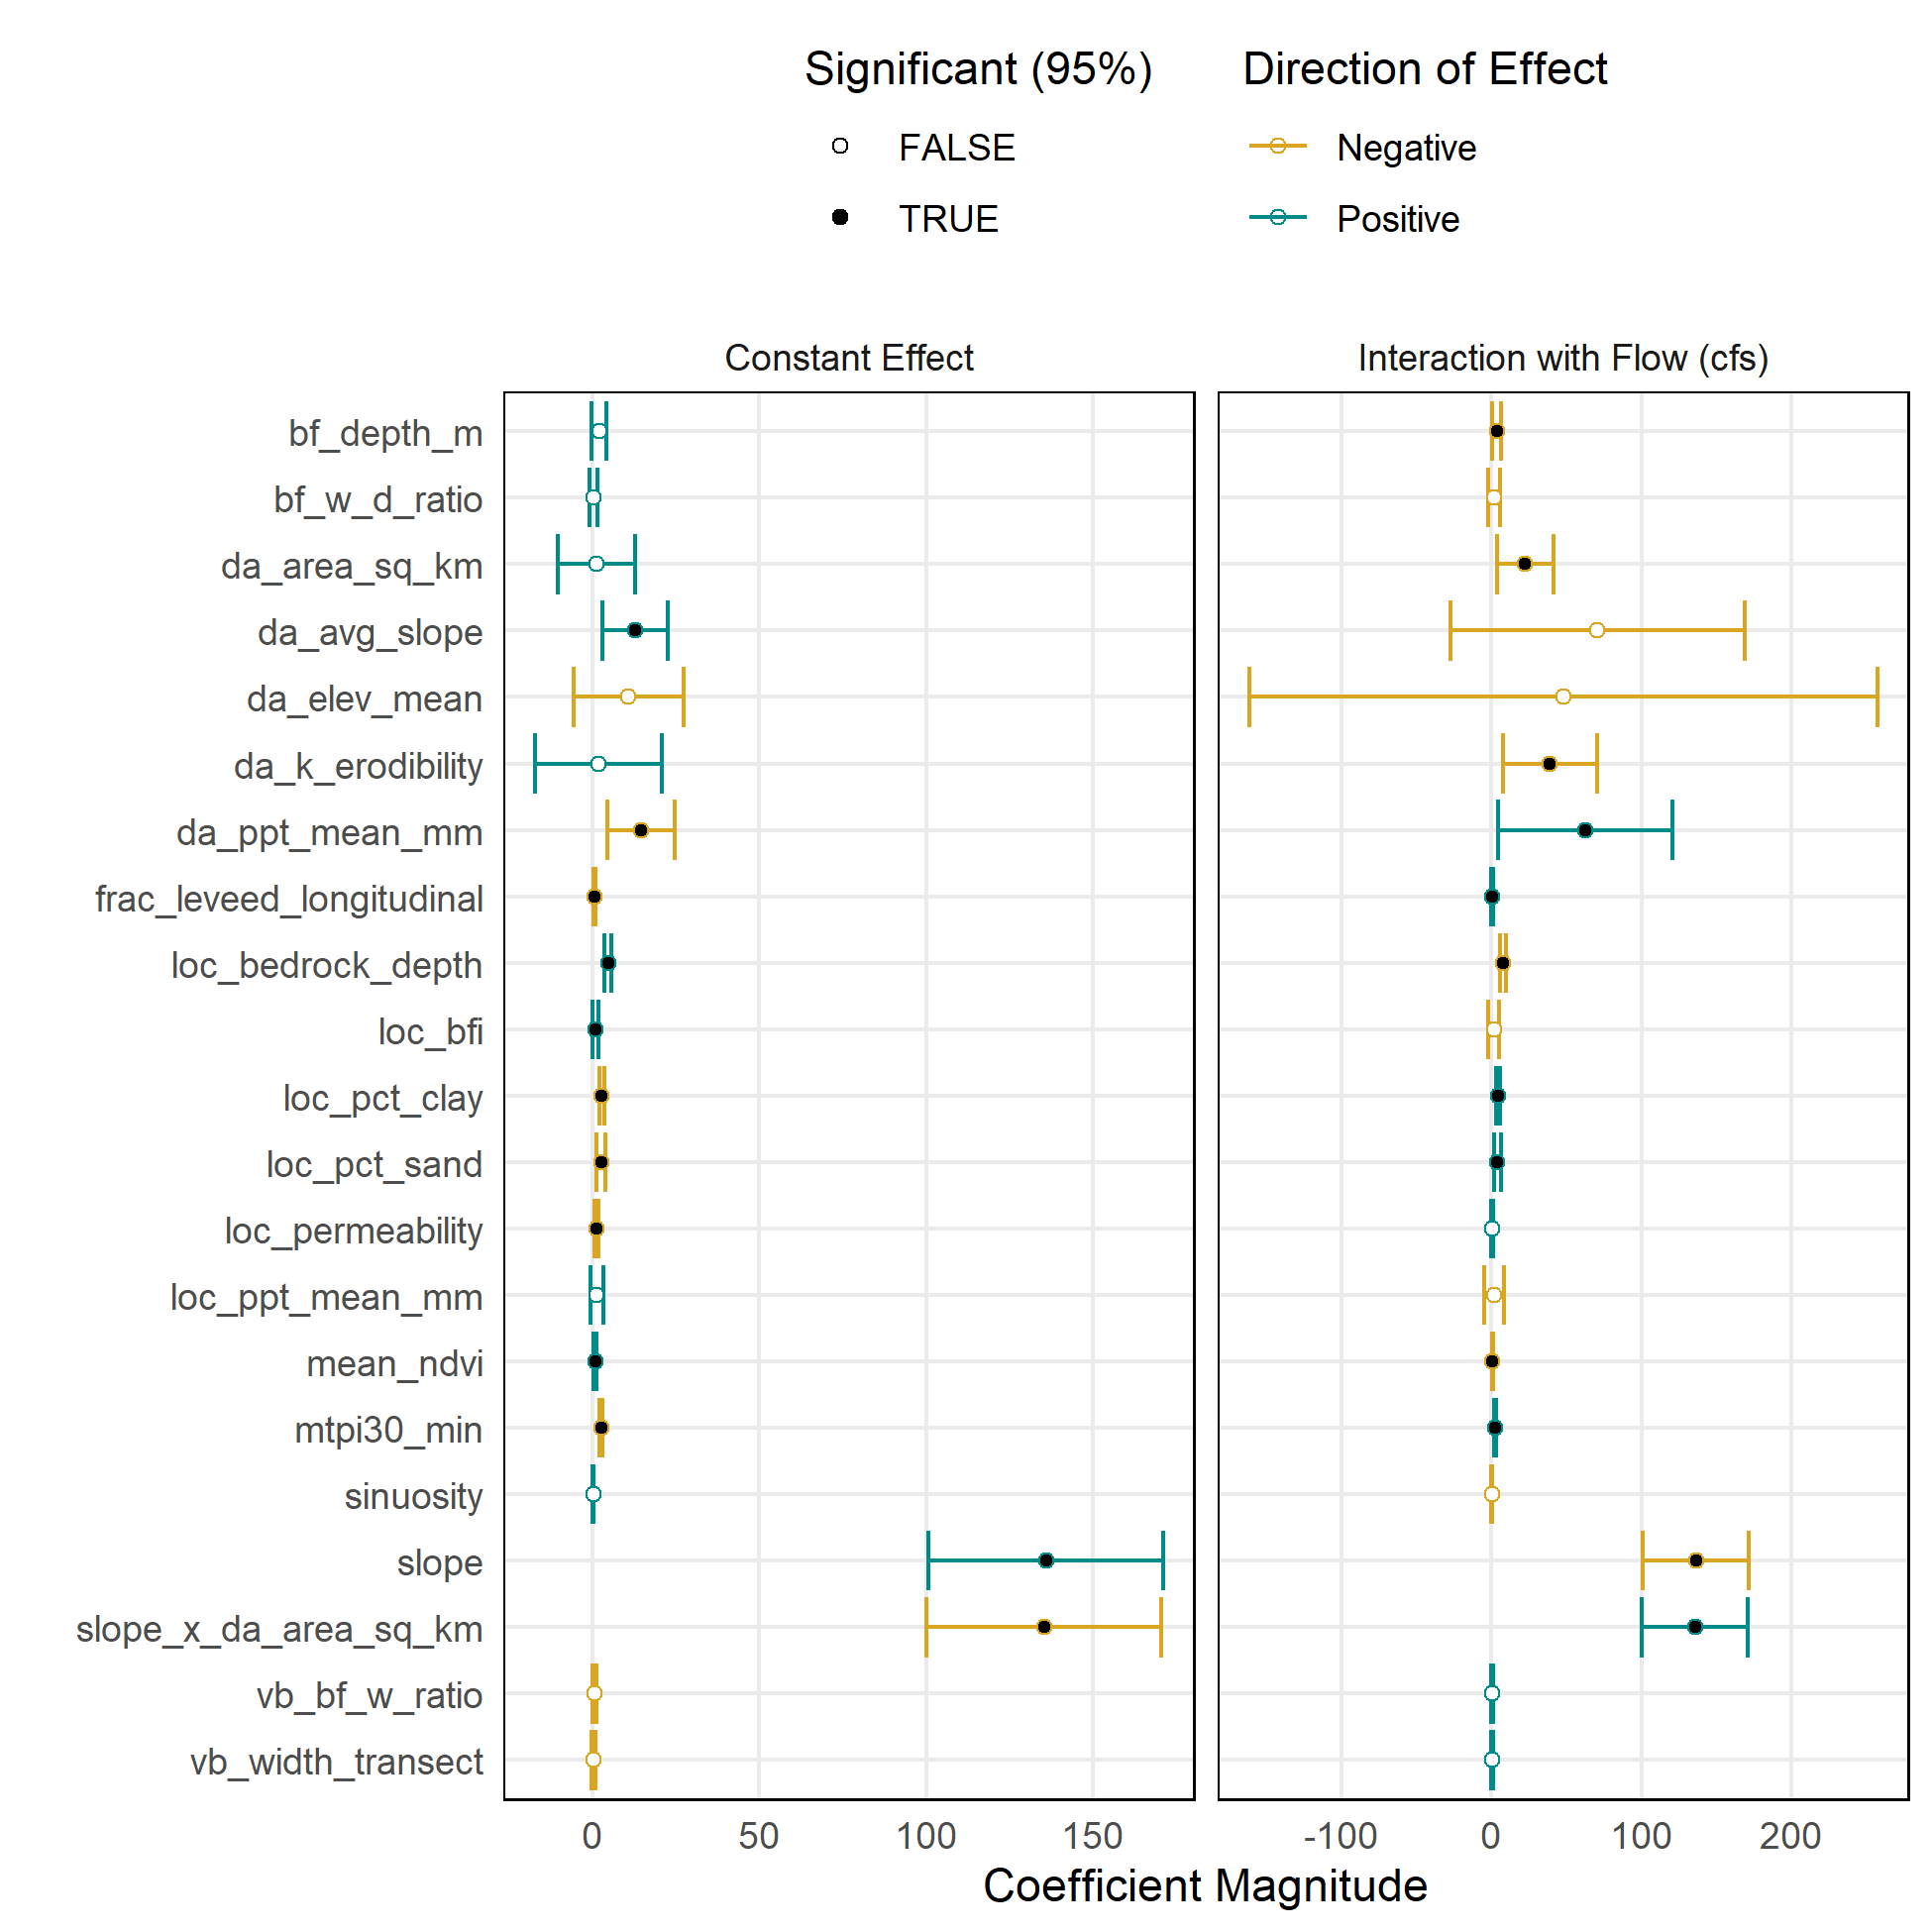 Significant (95%) Direction of Effect
FALSE Negative
TRUE Positive
Constant Effect Interaction with Flow (cfs)
bf_depth_m
bf_w_d_ratio
da_area_sq_km
da_avg_slope
da_elev_mean
da_k_erodibility
da_ppt_mean_mm
frac_leveed_longitudinal
loc_bedrock_depth
loc_bfi
loc_pct_clay
loc_pct_sand
loc_permeability
loc_ppt_mean_mm
mean_ndvi
mtpi30_min
sinuosity
slope
slope_x_da_area_sq_km
vb_bf_w_ratio
vb_width_transect
0 50 100 150 -100 0 100 200
Coefficient Magnitude